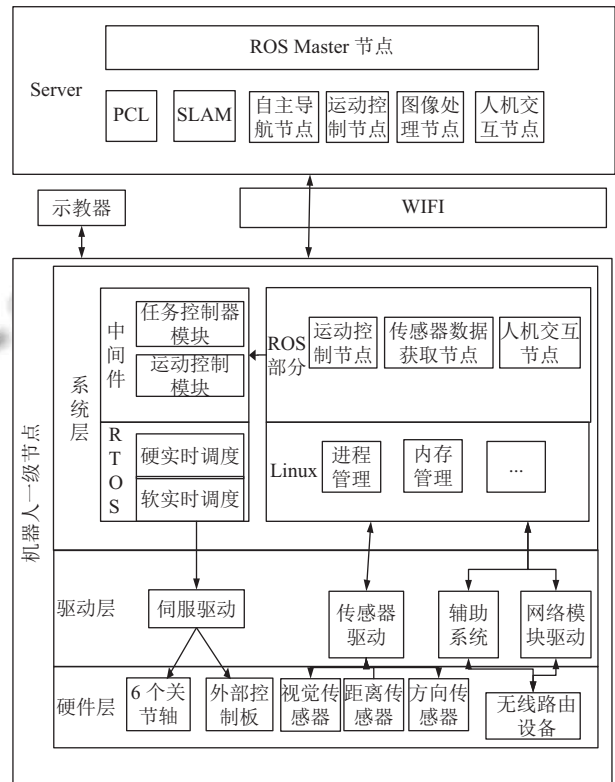 ROS Master 节点
Server
PCL
SLAM
自主导
航节点
运动控
制节点
图像处
理节点
人机交
互节点
示教器
WIFI
机器人一级节点
系统层
中间件
任务控制器
模块
运动控制
模块
ROS
部分
运动控
制节点
传感器数据
获取节点
人机交互
节点
RTOS
硬实时调度
软实时调度
Linux
进程
管理
内存
管理
...
驱动层
伺服驱动
传感器
驱动
辅助
系统
网络模
块驱动
硬件层
6 个关
节轴
外部控
制板
视觉传
感器
距离传
感器
方向传
感器
无线路由
设备